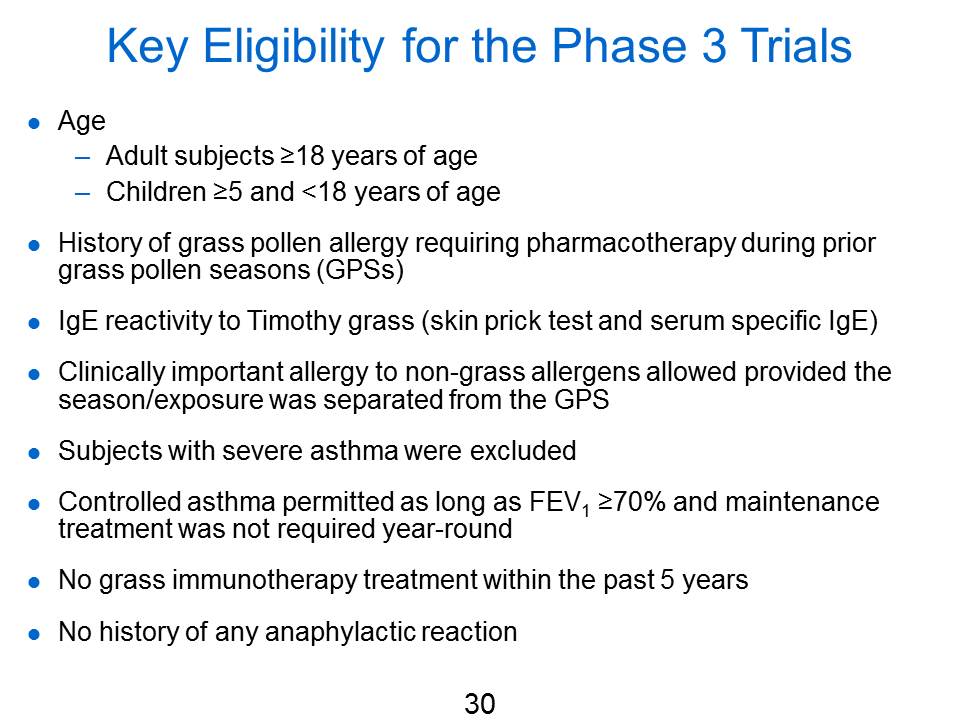 Key Eligibility for the Phase 3 Trials
● Age
– Adult subjects ≥18 years of age
– Children ≥5 and <18 years of age
● History of grass pollen allergy requiring pharmacotherapy during prior
grass pollen seasons (GPSs)
● IgE reactivity to Timothy grass (skin prick test and serum specific IgE)
● Clinically important allergy to non-grass allergens allowed provided the
season/exposure was separated from the GPS
● Subjects with severe asthma were excluded
● Controlled asthma permitted as long as FEV₁ ≥70% and maintenance
treatment was not required year-round
● No grass immunotherapy treatment within the past 5 years
● No history of any anaphylactic reaction
30